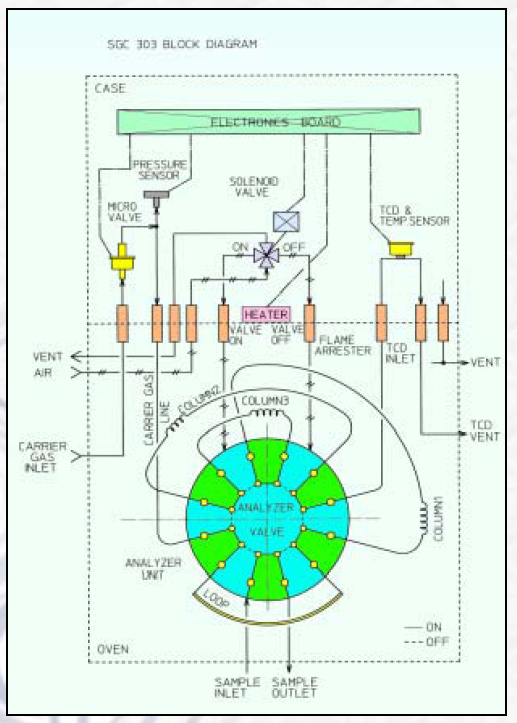 SGC 303 BLOCK DIAGRAM
CASE
ELECTRONICS BOARD
PRESSURE
SENSOR
SOLENOID
VALVE
MICRO
VALVE
TCD &
TEMP.SENSOR
ON
OFF
HEATER
VALVE
ON
VALVE
OFF
FLAME
ARRESTER
TCD
INLET
VENT
AIR
VENT
CARRIER GAS
LINE
COLUMN2
COLUMN3
CARRIER
GAS
INLET
TCD
VENT
COLUMN1
ANALYZER
VALVE
ANALYZER
UNIT
LOOP
ON
OFF
OVEN
SAMPLE
INLET
SAMPLE
OUTLET